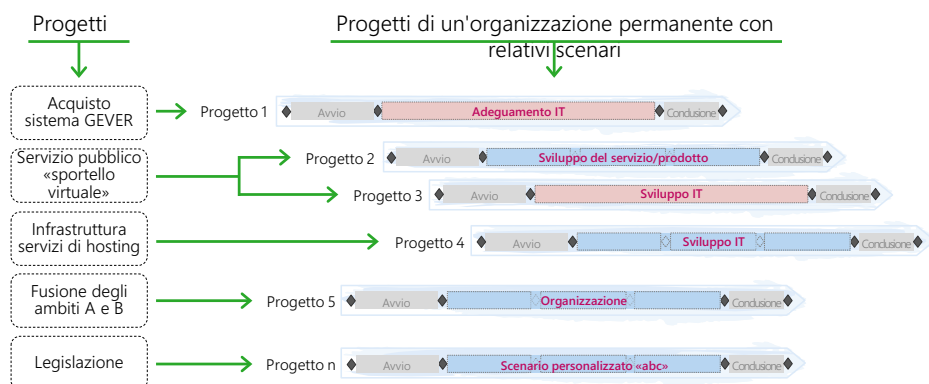 Progetti
Progetti di un'organizzazione permanente con
relativi scenari
Acquisto
sistema GEVER
Progetto 1
Avvio
Adeguamento IT
Conclusione
Servizio pubblico
«sportello
virtuale»
Progetto 2
Avvio
Sviluppo del servizio/prodotto
Conclusione
Progetto 3
Avvio
Sviluppo IT
Conclusione
Infrastruttura
servizi di hosting
Progetto 4
Avvio
Sviluppo IT
Conclusione
Fusione degli
ambiti A e B
Progetto 5
Avvio
Organizzazione
Conclusione
Legislazione
Progetto n
Avvio
Scenario personalizzato «abc»
Conclusione